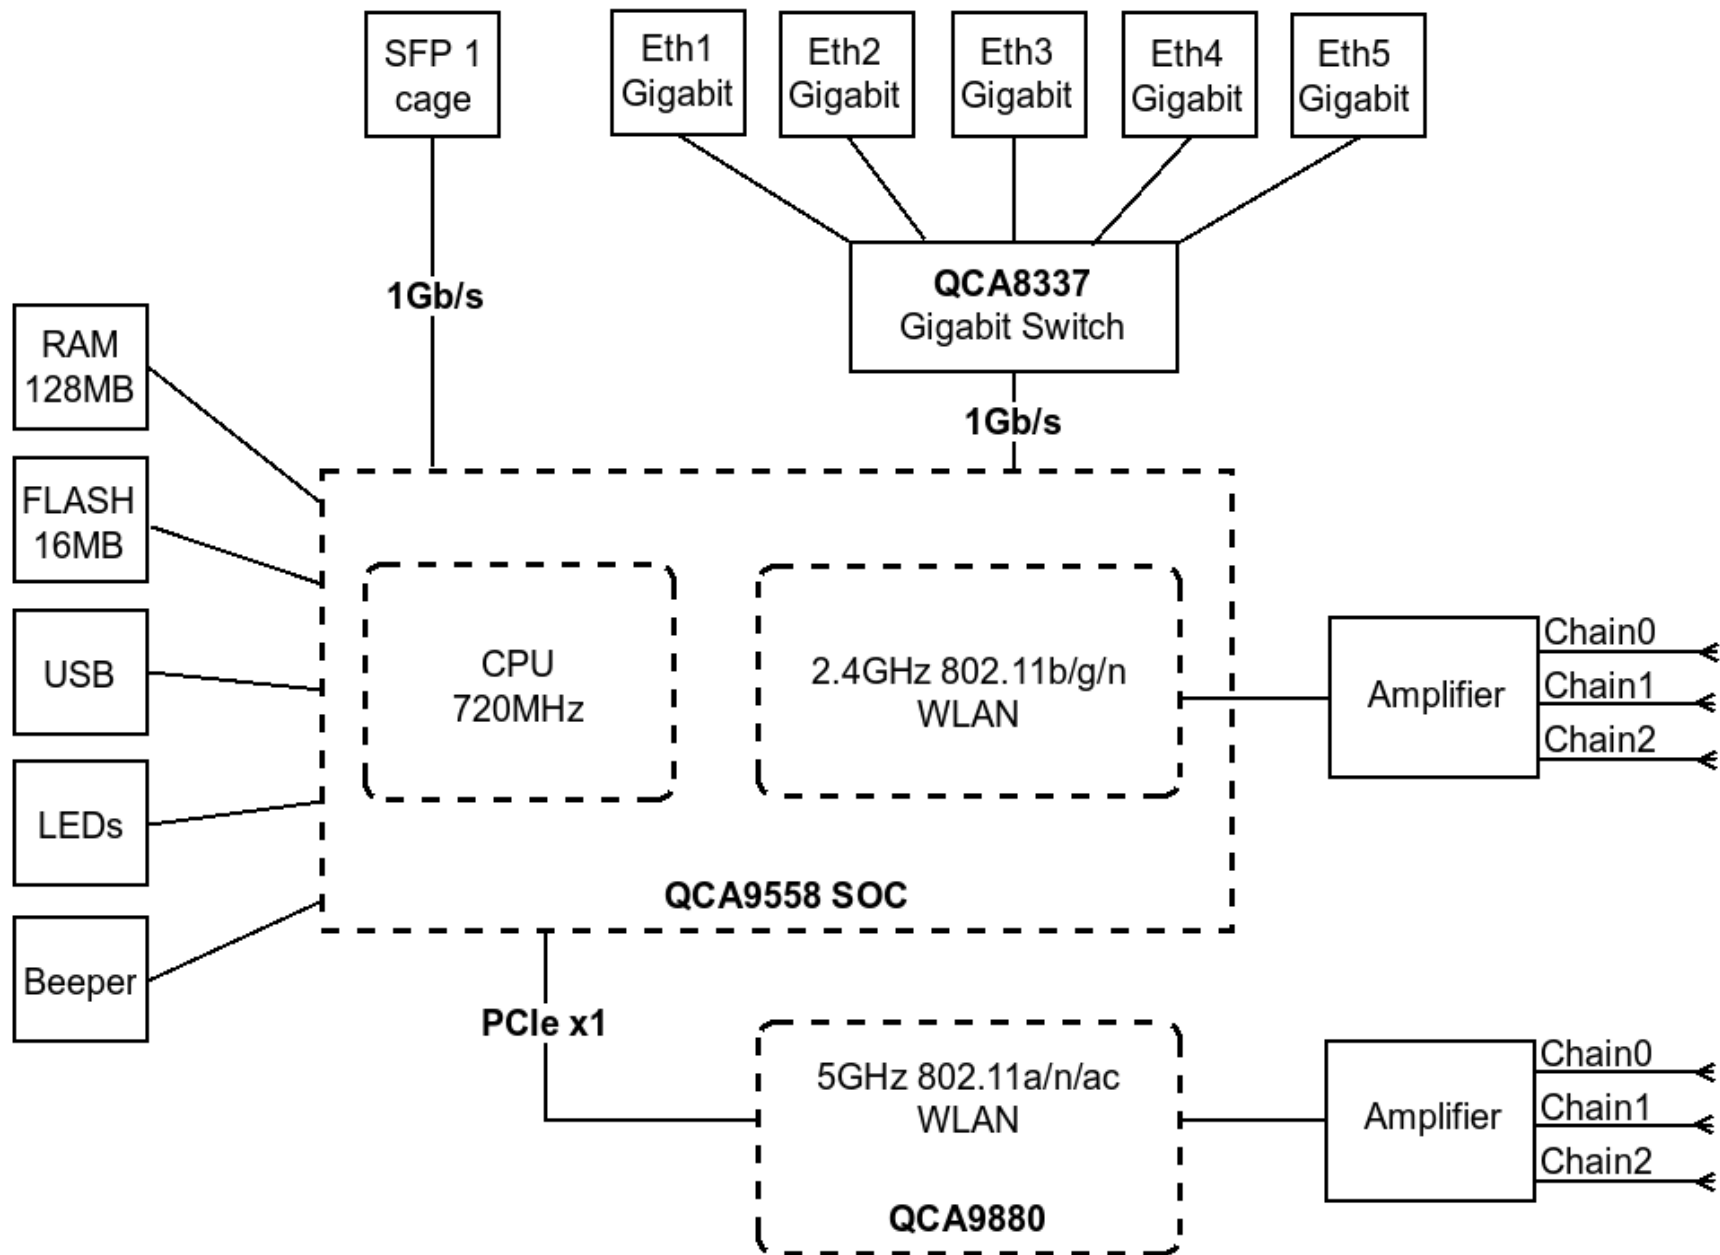 SFP 1
cage
Eth1
Gigabit
Eth2
Gigabit
Eth3
Gigabit
Eth4
Gigabit
Eth5
Gigabit
1Gb/s
QCA8337
Gigabit Switch
1Gb/s
RAM
128MB
FLASH
16MB
USB
LEDs
Beeper
CPU
720MHz
2.4GHz 802.11b/g/n
WLAN
QCA9558 SOC
Amplifier
Chain0
Chain1
Chain2
PCIe x1
5GHz 802.11a/n/ac
WLAN
QCA9880
Amplifier
Chain0
Chain1
Chain2